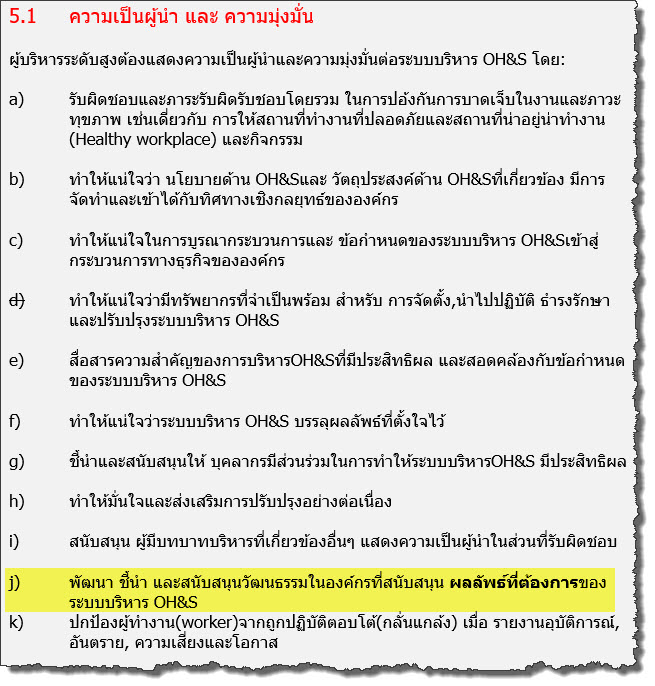 5.1 ความเป็นผู้นำ และ ความมุ่งมั่น
ผู้บริหารระดับสูงต้องแสดงความเป็นผู้นำและความมุ่งมั่นต่อระบบบริหาร OH&S โดย:
a) รับผิดชอบและภาระรับผิดรับชอบโดยรวม ในการปอ้งกันการบาดเจ็บในงานและภาวะ
ทุขภาพ เช่นเดี่ยวกับ การให้สถานที่ทำงานที่ปลอดภัยและสถานที่น่าอยู่น่าทำงาน
(Healthy workplace) และกิจกรรม
b) ทำให้แน่ใจว่า นโยบายด้าน OH&Sและ วัตถุประสงค์ด้าน OH&Sที่เกี่ยวข้อง มีการ
จัดทำและเข้าได้กับทิศทางเชิงกลยุทธ์ขององค์กร
c) ทำให้แน่ใจในการบูรณากระบวนการและ ข้อกำหนดของระบบบริหาร OH&Sเข้าสู่
กระบวนการทางธุรกิจขององค์กร
d) ทำให้แน่ใจว่ามีทรัพยากรที่จำเป็นพร้อม สำหรับ การจัดตั้ง,นำไปปฏิบัติ ธำรงรักษา
และปรับปรุงระบบบริหาร OH&S
e) สื่อสารความสำคัญของการบริหารOH&Sที่มีประสิทธิผล และสอดคล้องกับข้อกำหนด
ของระบบบริหาร OH&S
f) ทำให้แน่ใจว่าระบบบริหาร OH&S บรรลุผลลัพธ์ที่ตั้งใจไว้
g) ชี้นำและสนับสนุนให้ บุคลากรมีส่วนร่วมในการทำให้ระบบบริหารOH&S มีประสิทธิผล
h) ทำให้มั่นใจและส่งเสริมการปรับปรุงอย่างต่อเนื่อง
i) สนับสนุน ผู้มีบทบาทบริหารที่เกี่ยวข้องอื่นๆ แสดงความเป็นผู้นำในส่วนที่รับผิดชอบ
j) พัฒนา ชี้นำ และสนับสนุนวัฒนธรรมในองค์กรที่สนับสนุน ผลลัพธ์ที่ต้องการของ
ระบบบริหาร OH&S
k) ปกป้องผู้ทำงาน(worker)จากถูกปฏิบัติตอบโต้(กลั่นแกล้ง) เมื่อ รายงานอุบัติการณ์,
อันตราย, ความเสี่ยงและโอกาส